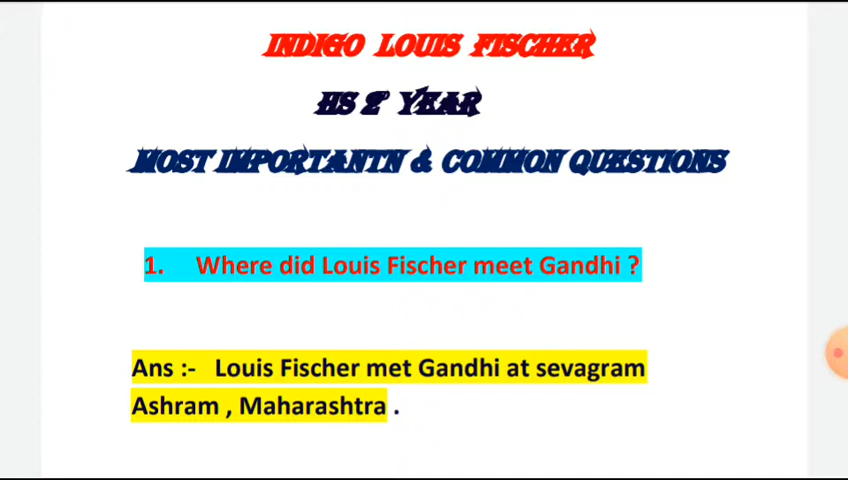 INDIGO LOUIS FISCHER
HS 2ⁿᵈ YEAR
MOST IMPORTANTN & COMMON QUESTIONS
1. Where did Louis Fischer meet Gandhi ?
Ans :- Louis Fischer met Gandhi at sevagram
Ashram , Maharashtra .